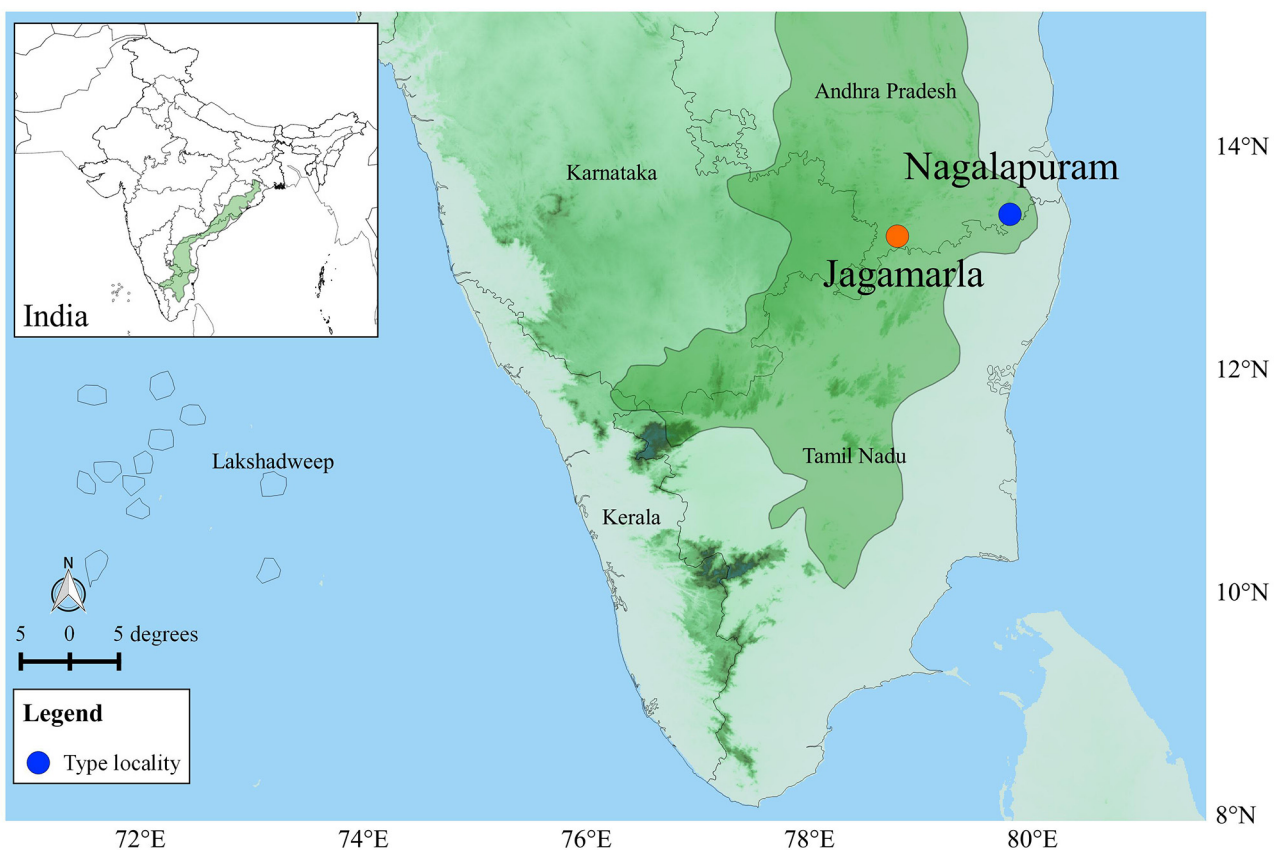 India
Andhra Pradesh
14°N
Nagalapuram
Karnataka
Jagamarla
12°N
Tamil Nadu
Lakshadweep
Kerala
N
10°N
5 0 5 degrees
Legend
Type locality
8°N
72°E 74°E 76°E 78°E 80°E